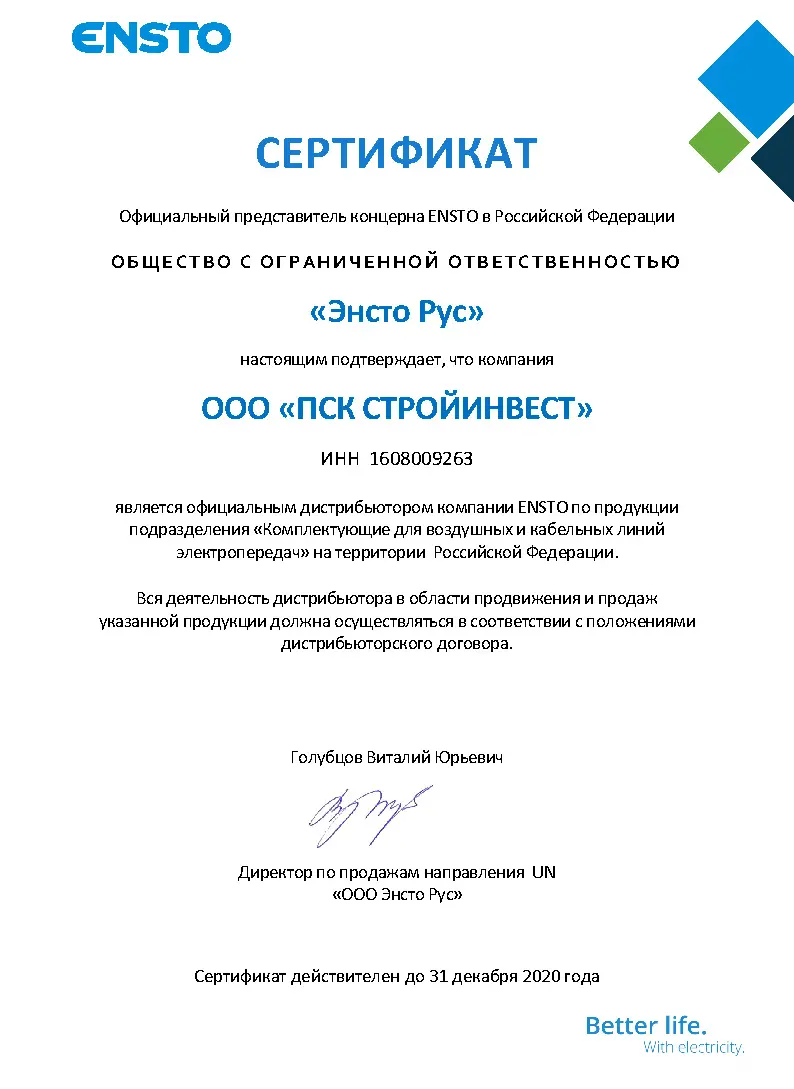 ENSTO
СЕРТИФИКАТ
Официальный представитель концерна ENSTO в Российской Федерации
ОБЩЕСТВО С ОГРАНИЧЕННОЙ ОТВЕТСТВЕННОСТЬЮ
«Энсто Рус»
настоящим подтверждает, что компания
ООО «ПСК СТРОЙИНВЕСТ»
ИНН 1608009263
является официальным дистрибьютором компании ENSTO по продукции
подразделения «Комплектующие для воздушных и кабельных линий
электропередач» на территории Российской Федерации.
Вся деятельность дистрибьютора в области продвижения и продаж
указанной продукции должна осуществляться в соответствии с положениями
дистрибьюторского договора.
Голубцов Виталий Юрьевич
Директор по продажам направления UN
«ООО Энсто Рус»
Сертификат действителен до 31 декабря 2020 года
Better life.
With electricity.